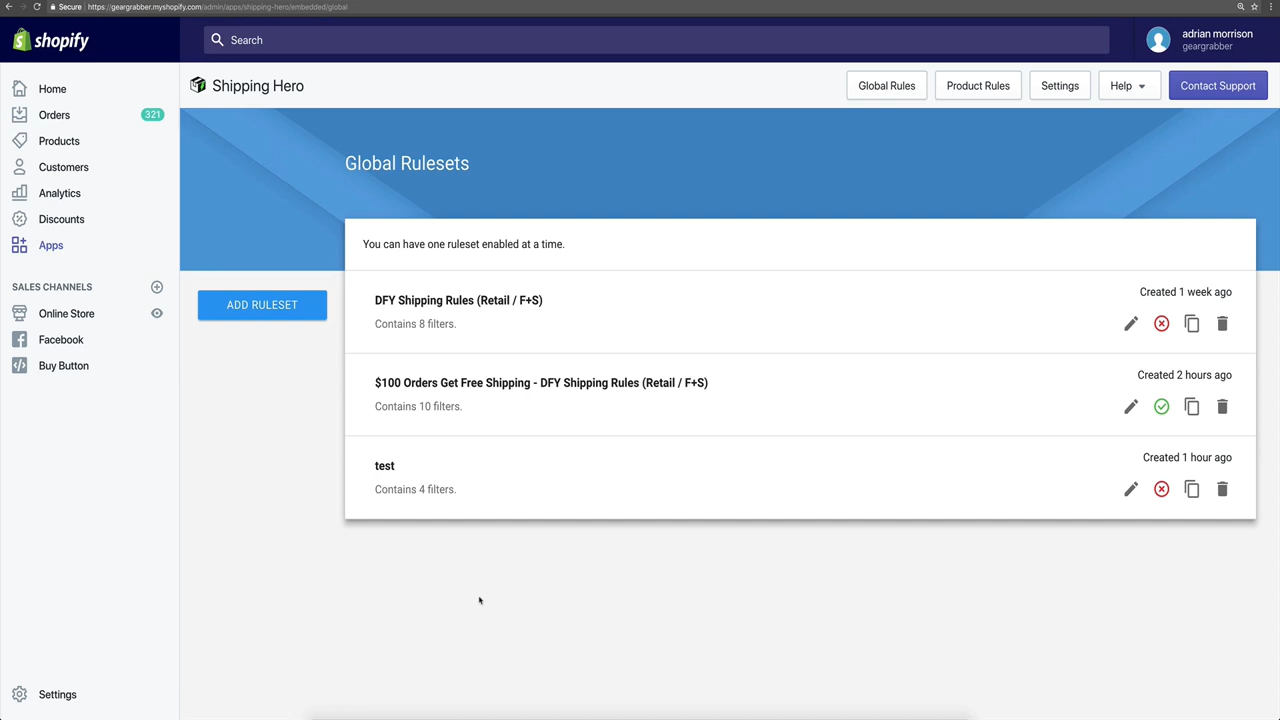 Secure
https://geargrabber.myshopify.com/admin/apps/shipping-hero/embedded/global
shopify
Search
adrian morrison
geargrabber
Home
Orders
321
Products
Customers
Analytics
Discounts
Apps
SALES CHANNELS
Online Store
Facebook
Buy Button
Settings
Shipping Hero
Global Rules
Product Rules
Settings
Help
Contact Support
Global Rulesets
ADD RULESET
You can have one ruleset enabled at a time.
DFY Shipping Rules (Retail / F+S)
Contains 8 filters.
Created 1 week ago
$100 Orders Get Free Shipping - DFY Shipping Rules (Retail / F+S)
Contains 10 filters.
Created 2 hours ago
test
Contains 4 filters.
Created 1 hour ago